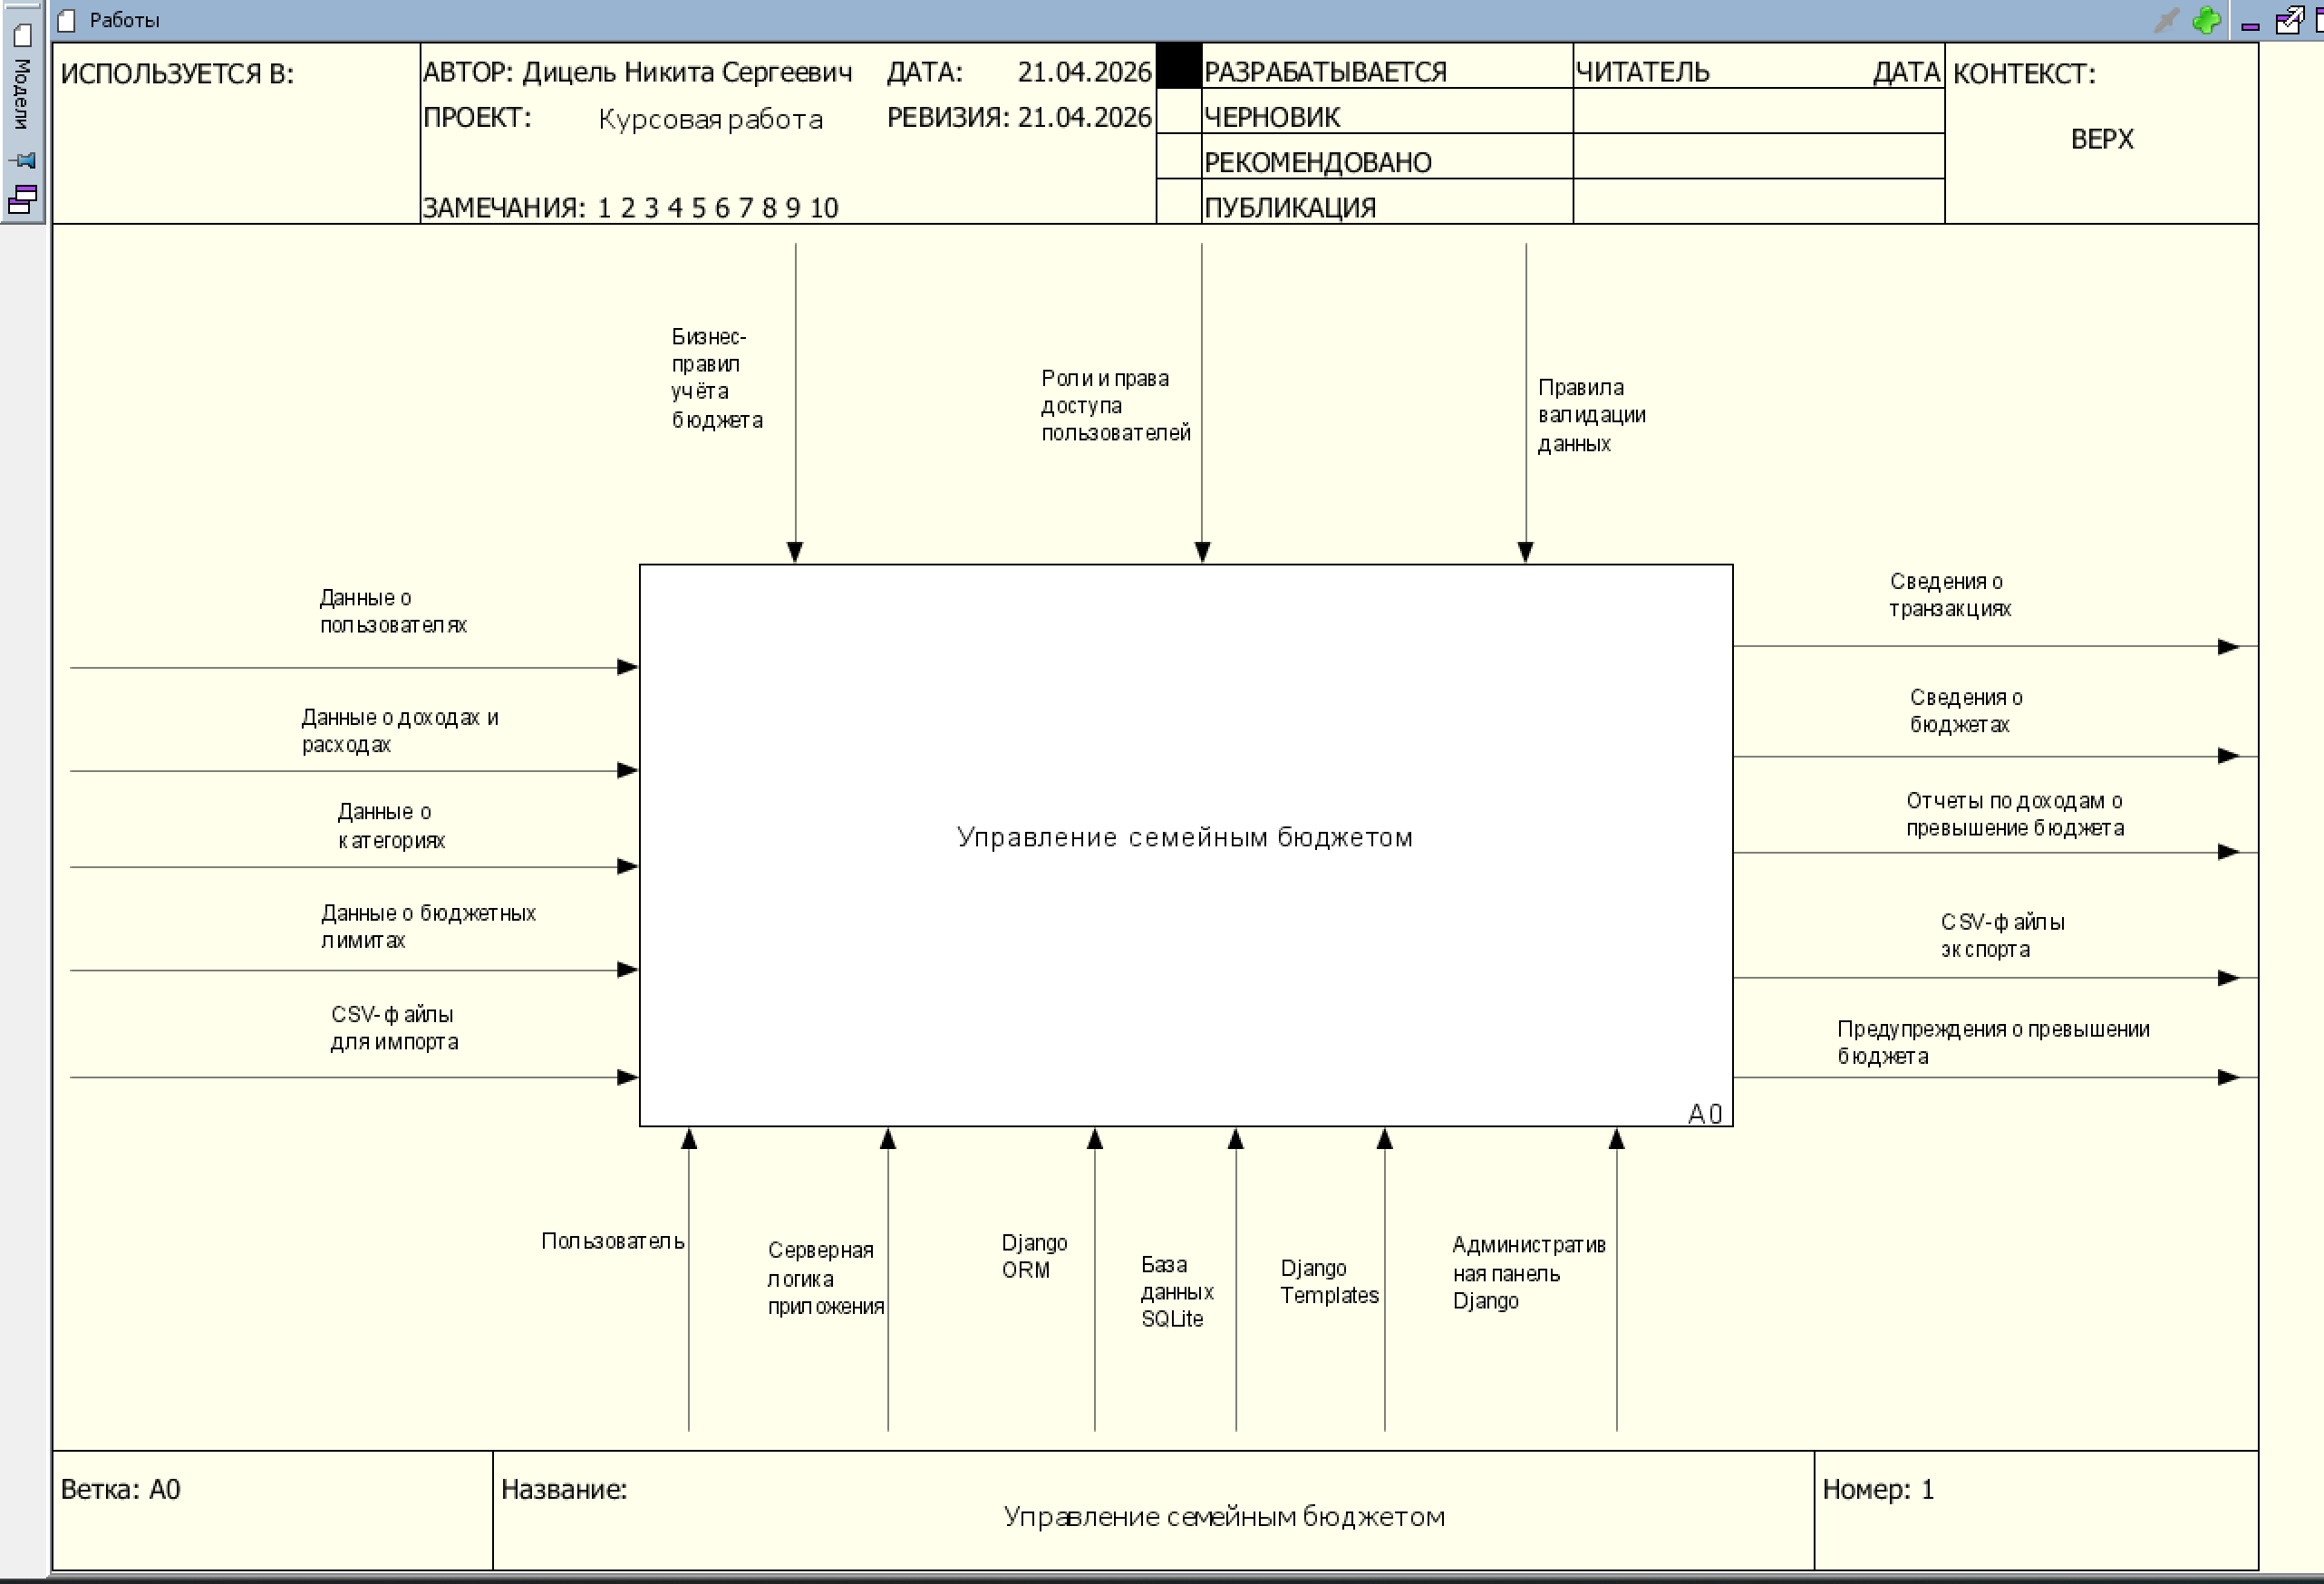 Работы
Модели
ИСПОЛЬЗУЕТСЯ В:
АВТОР: Дицель Никита Сергеевич ДАТА: 21.04.2026
ПРОЕКТ: Курсовая работа РЕВИЗИЯ: 21.04.2026
ЗАМЕЧАНИЯ: 1 2 3 4 5 6 7 8 9 10
РАЗРАБАТЫВАЕТСЯ
ЧЕРНОВИК
РЕКОМЕНДОВАНО
ПУБЛИКАЦИЯ
ЧИТАТЕЛЬ ДАТА
КОНТЕКСТ:
ВЕРХ
Бизнес-
правил
учёта
бюджета
Роли и права
доступа
пользователей
Правила
валидации
данных
Данные о
пользователях
Данные о доходах и
расходах
Данные о
категориях
Данные о бюджетных
лимитах
CSV-файлы
для импорта
Управление семейным бюджетом
A0
Сведения о
транзакциях
Сведения о
бюджетах
Отчеты по доходам о
превышение бюджета
CSV-файлы
экспорта
Предупреждения о превышении
бюджета
Пользователь
Серверная
логика
приложения
Django
ORM
База
данных
SQLite
Django
Templates
Административ
ная панель
Django
Ветка: A0
Название:
Управление семейным бюджетом
Номер: 1